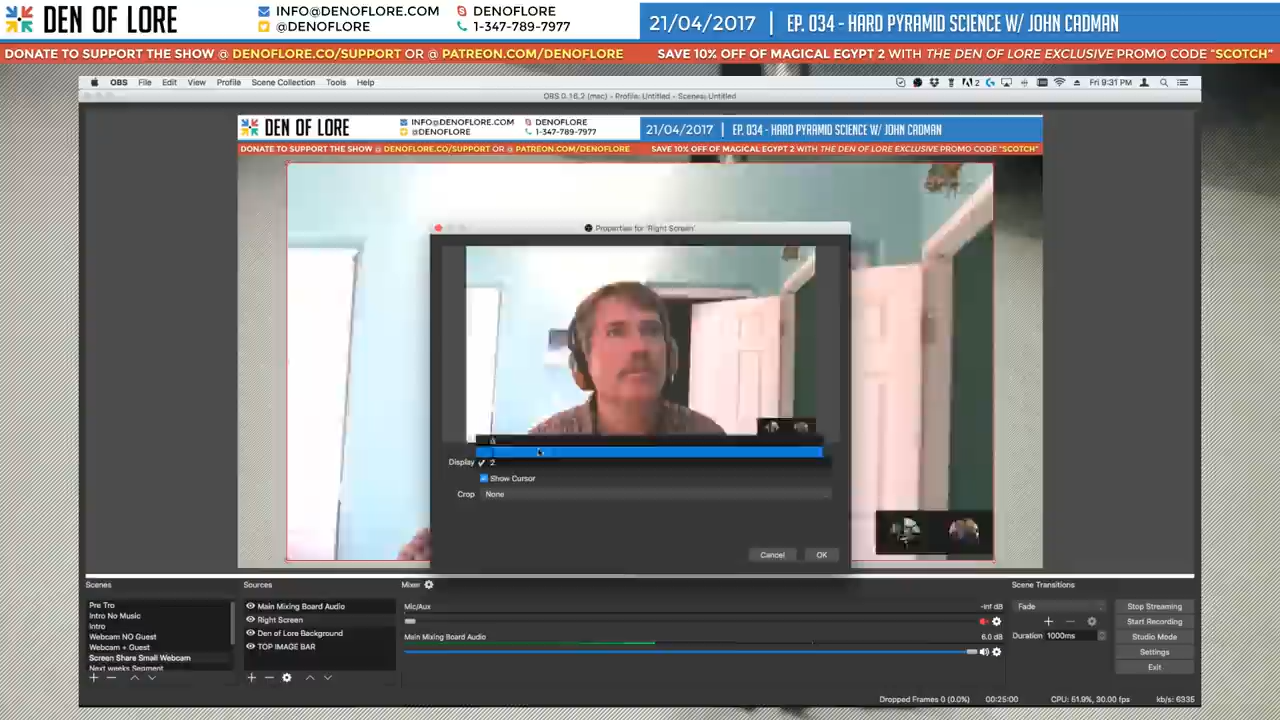 DEN OF LORE
INFO@DENOFLORE.COM
@DENOFLORE
DENOFLORE
1-347-789-7977
21/04/2017 | EP. 034 - HARD PYRAMID SCIENCE W/ JOHN CADMAN
DONATE TO SUPPORT THE SHOW @ DENOFLORE.CO/SUPPORT OR @ PATREON.COM/DENOFLORE
SAVE 10% OFF OF MAGICAL EGYPT 2 WITH THE DEN OF LORE EXCLUSIVE PROMO CODE "SCOTCH"
OBS File Edit View Profile Scene Collection Tools Help
2 Fri 9:31 PM
OBS 0.16.2 (mac) - Profile: Untitled - Scenes: Untitled
DEN OF LORE
INFO@DENOFLORE.COM
@DENOFLORE
DENOFLORE
1-347-789-7977
21/04/2017 | EP. 034 - HARD PYRAMID SCIENCE W/ JOHN CADMAN
DONATE TO SUPPORT THE SHOW @ DENOFLORE.CO/SUPPORT OR @ PATREON.COM/DENOFLORE
SAVE 10% OFF OF MAGICAL EGYPT 2 WITH THE DEN OF LORE EXCLUSIVE PROMO CODE "SCOTCH"
Properties for 'Right Screen'
Display ✓ 2
Show Cursor
Crop None
Cancel OK
Scenes
Pre Tro
Intro No Music
Intro
Webcam NO Guest
Webcam + Guest
Screen Share Small Webcam
Next weeks Segment
Sources
Main Mixing Board Audio
Right Screen
Den of Lore Background
TOP IMAGE BAR
Mixer
Mic/Aux -inf dB
Main Mixing Board Audio 6.0 dB
Scene Transitions
Fade
Duration 1000ms
Stop Streaming
Start Recording
Studio Mode
Settings
Exit
Dropped Frames 0 (0.0%) 00:25:00 CPU: 61.9%, 30.00 fps kb/s: 6335